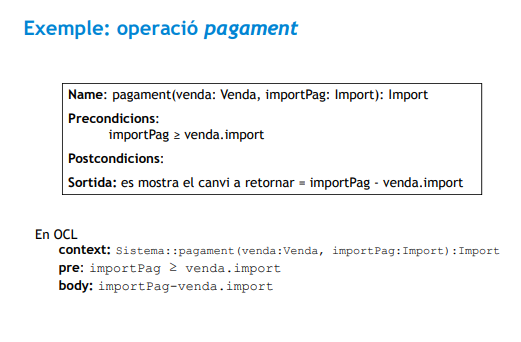 Exemple: operació pagament
Name: pagament(venda: Venda, importPag: Import): Import
Precondicions:
importPag ≥ venda.import
Postcondicions:
Sortida: es mostra el canvi a retornar = importPag - venda.import
En OCL
context: Sistema::pagament(venda:Venda, importPag:Import):Import
pre: importPag ≥ venda.import
body: importPag-venda.import